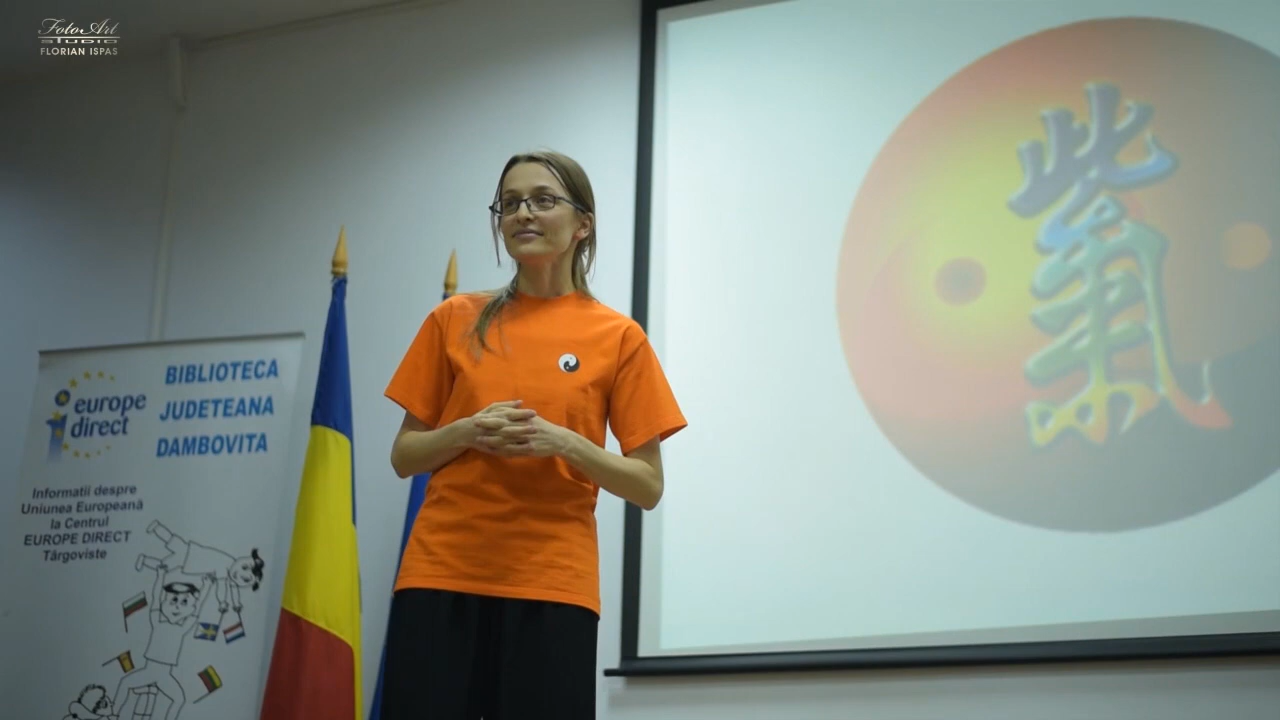 FotoArt
STUDIO
FLORIAN ISPAS
europe
direct
BIBLIOTECA
JUDETEANA
DAMBOVITA
Informatii despre
Uniunea Europeană
la Centrul
EUROPE DIRECT
Târgoviste
紫氣